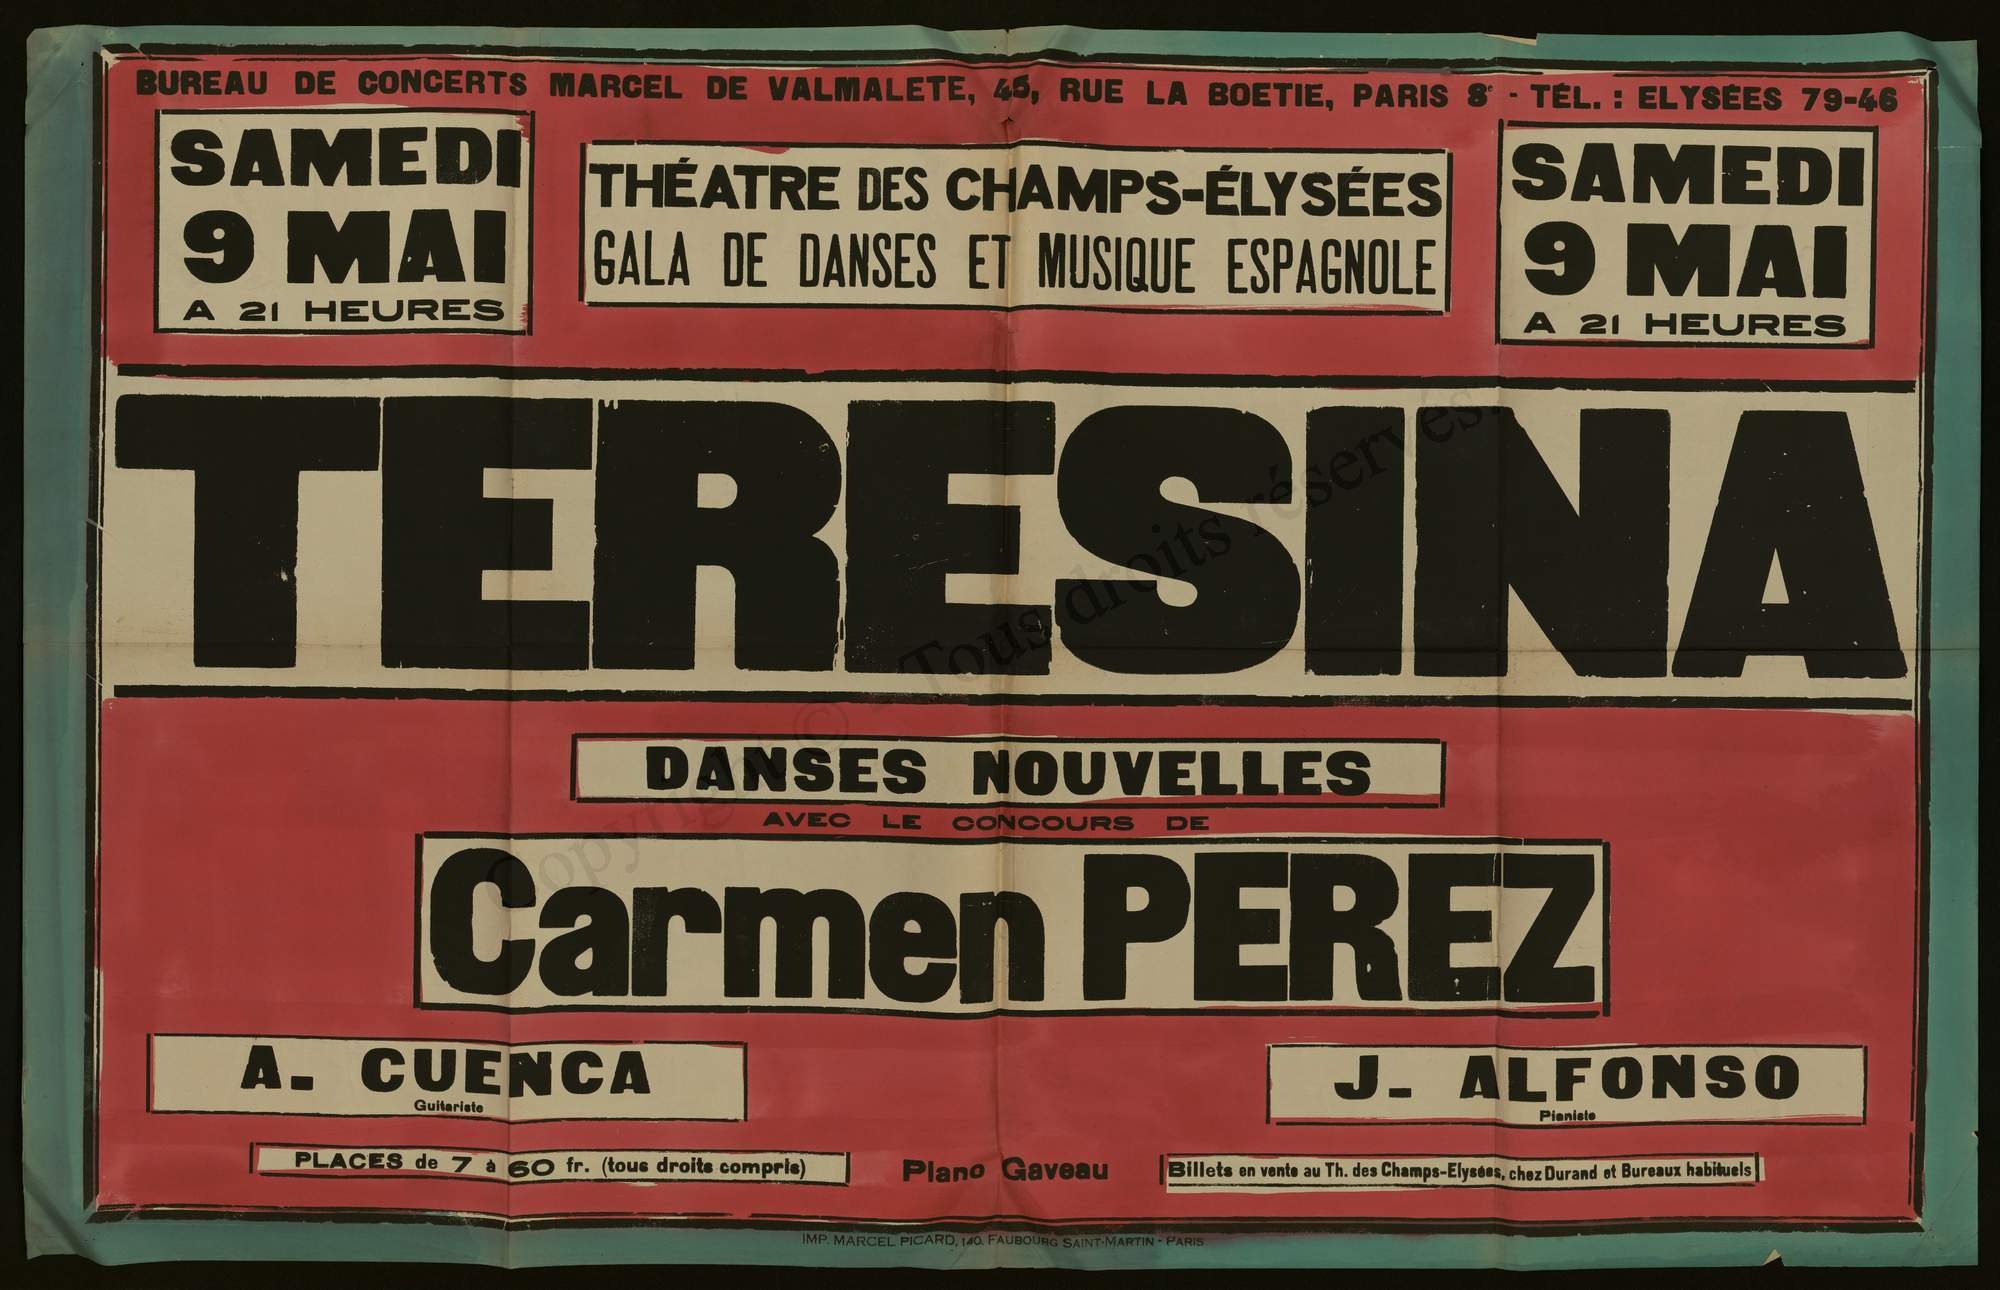 BUREAU DE CONCERTS MARCEL DE VALMALETE, 45, RUE LA BOETIE, PARIS 8e - TÉL. : ELYSÉES 79-46
SAMEDI
9 MAI
A 21 HEURES
THÉATRE DES CHAMPS-ÉLYSÉES
GALA DE DANSES ET MUSIQUE ESPAGNOLE
SAMEDI
9 MAI
A 21 HEURES
TERESINA
DANSES NOUVELLES
AVEC LE CONCOURS DE
Carmen PEREZ
A. CUENCA
Guitariste
J. ALFONSO
Pianiste
PLACES de 7 à 60 fr. (tous droits compris)
Piano Gaveau
Billets en vente au Th. des Champs-Elysées, chez Durand et Bureaux habituels
IMP. MARCEL PICARD, 140, FAUBOURG SAINT-MARTIN - PARIS
Copyright © - Tous droits réservés.